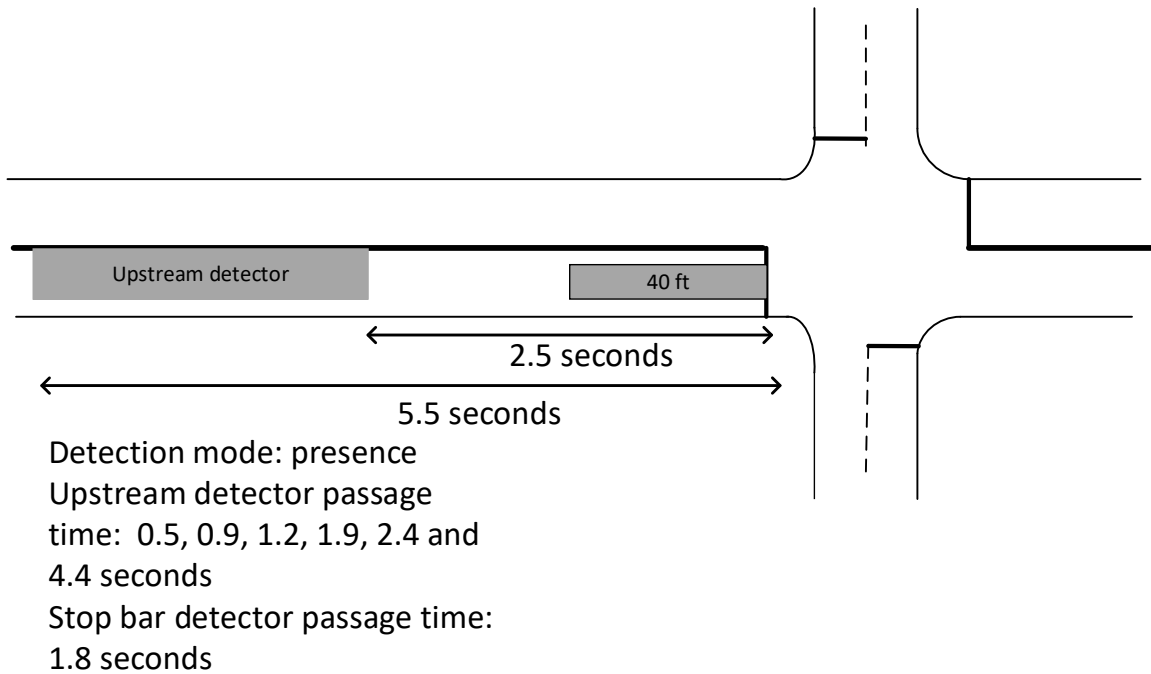 Upstream detector
40 ft
2.5 seconds
5.5 seconds
Detection mode: presence
Upstream detector passage
time:  0.5, 0.9, 1.2, 1.9, 2.4 and
4.4 seconds
Stop bar detector passage time:
1.8 seconds